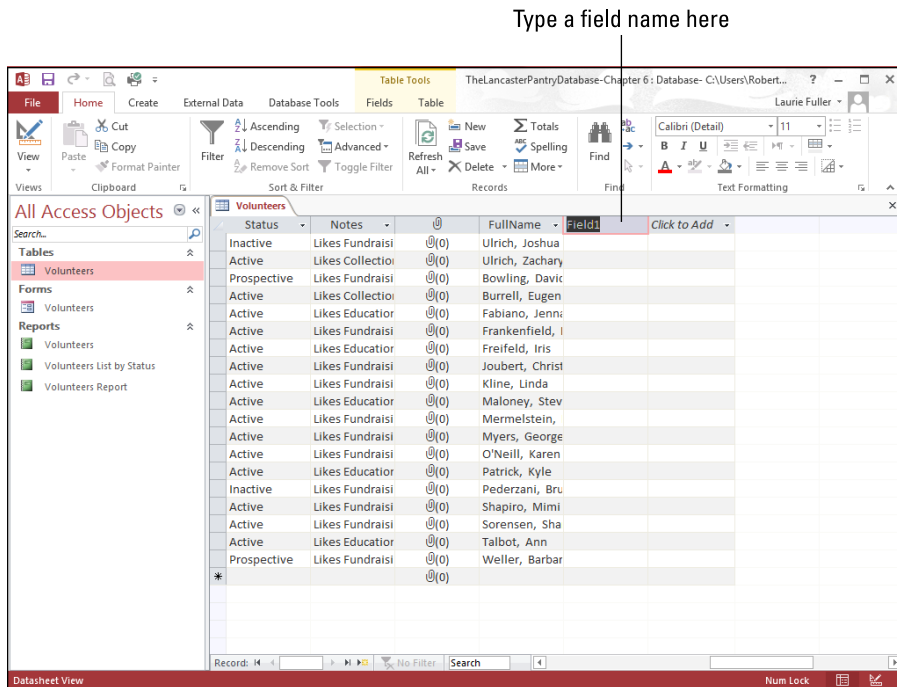 Type a field name here
Table Tools TheLancasterPantryDatabase-Chapter 6 : Database- C:\Users\Robert... ?
File Home Create External Data Database Tools Fields Table Laurie Fuller
View
Paste
Cut
Copy
Format Painter
Filter
Ascending
Descending
Remove Sort
Selection
Advanced
Toggle Filter
Refresh
All
New
Save
Delete
Totals
Spelling
More
Find
Calibri (Detail) 11
B I U
A
Views Clipboard Sort & Filter Records Find Text Formatting
All Access Objects
Search...
Tables
Volunteers
Forms
Volunteers
Reports
Volunteers
Volunteers List by Status
Volunteers Report
Volunteers
Status Notes FullName Field1 Click to Add
Inactive Likes Fundraisi (0) Ulrich, Joshua
Active Likes Collection (0) Ulrich, Zachary
Prospective Likes Fundraisi (0) Bowling, David
Active Likes Collection (0) Burrell, Eugen
Active Likes Education (0) Fabiano, Jenna
Active Likes Fundraisi (0) Frankenfield,
Active Likes Education (0) Freifeld, Iris
Active Likes Fundraisi (0) Joubert, Christ
Active Likes Fundraisi (0) Kline, Linda
Active Likes Education (0) Maloney, Stev
Active Likes Fundraisi (0) Mermelstein,
Active Likes Fundraisi (0) Myers, George
Active Likes Fundraisi (0) O'Neill, Karen
Active Likes Education (0) Patrick, Kyle
Inactive Likes Fundraisi (0) Pederzani, Bru
Active Likes Fundraisi (0) Shapiro, Mimi
Active Likes Fundraisi (0) Sorensen, Sha
Active Likes Education (0) Talbot, Ann
Prospective Likes Fundraisi (0) Weller, Barbar
(0)
Record: No Filter Search
Datasheet View Num Lock